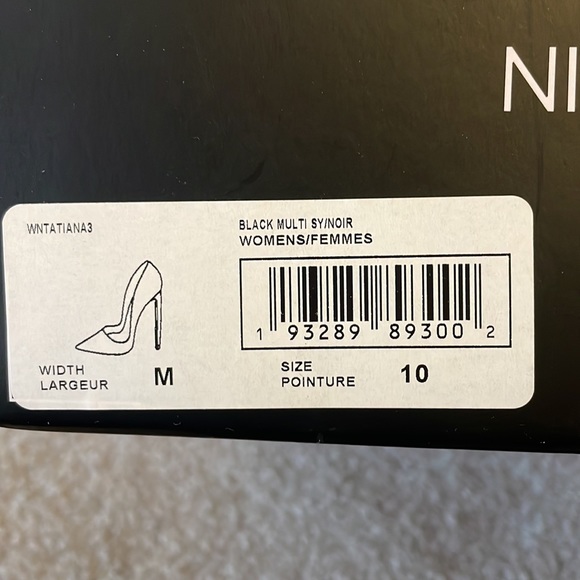 NI
WNTATIANA3
BLACK MULTI SY/NOIR
WOMENS/FEMMES
1 93289 89300 2
WIDTH
LARGEUR M
SIZE
POINTURE 10